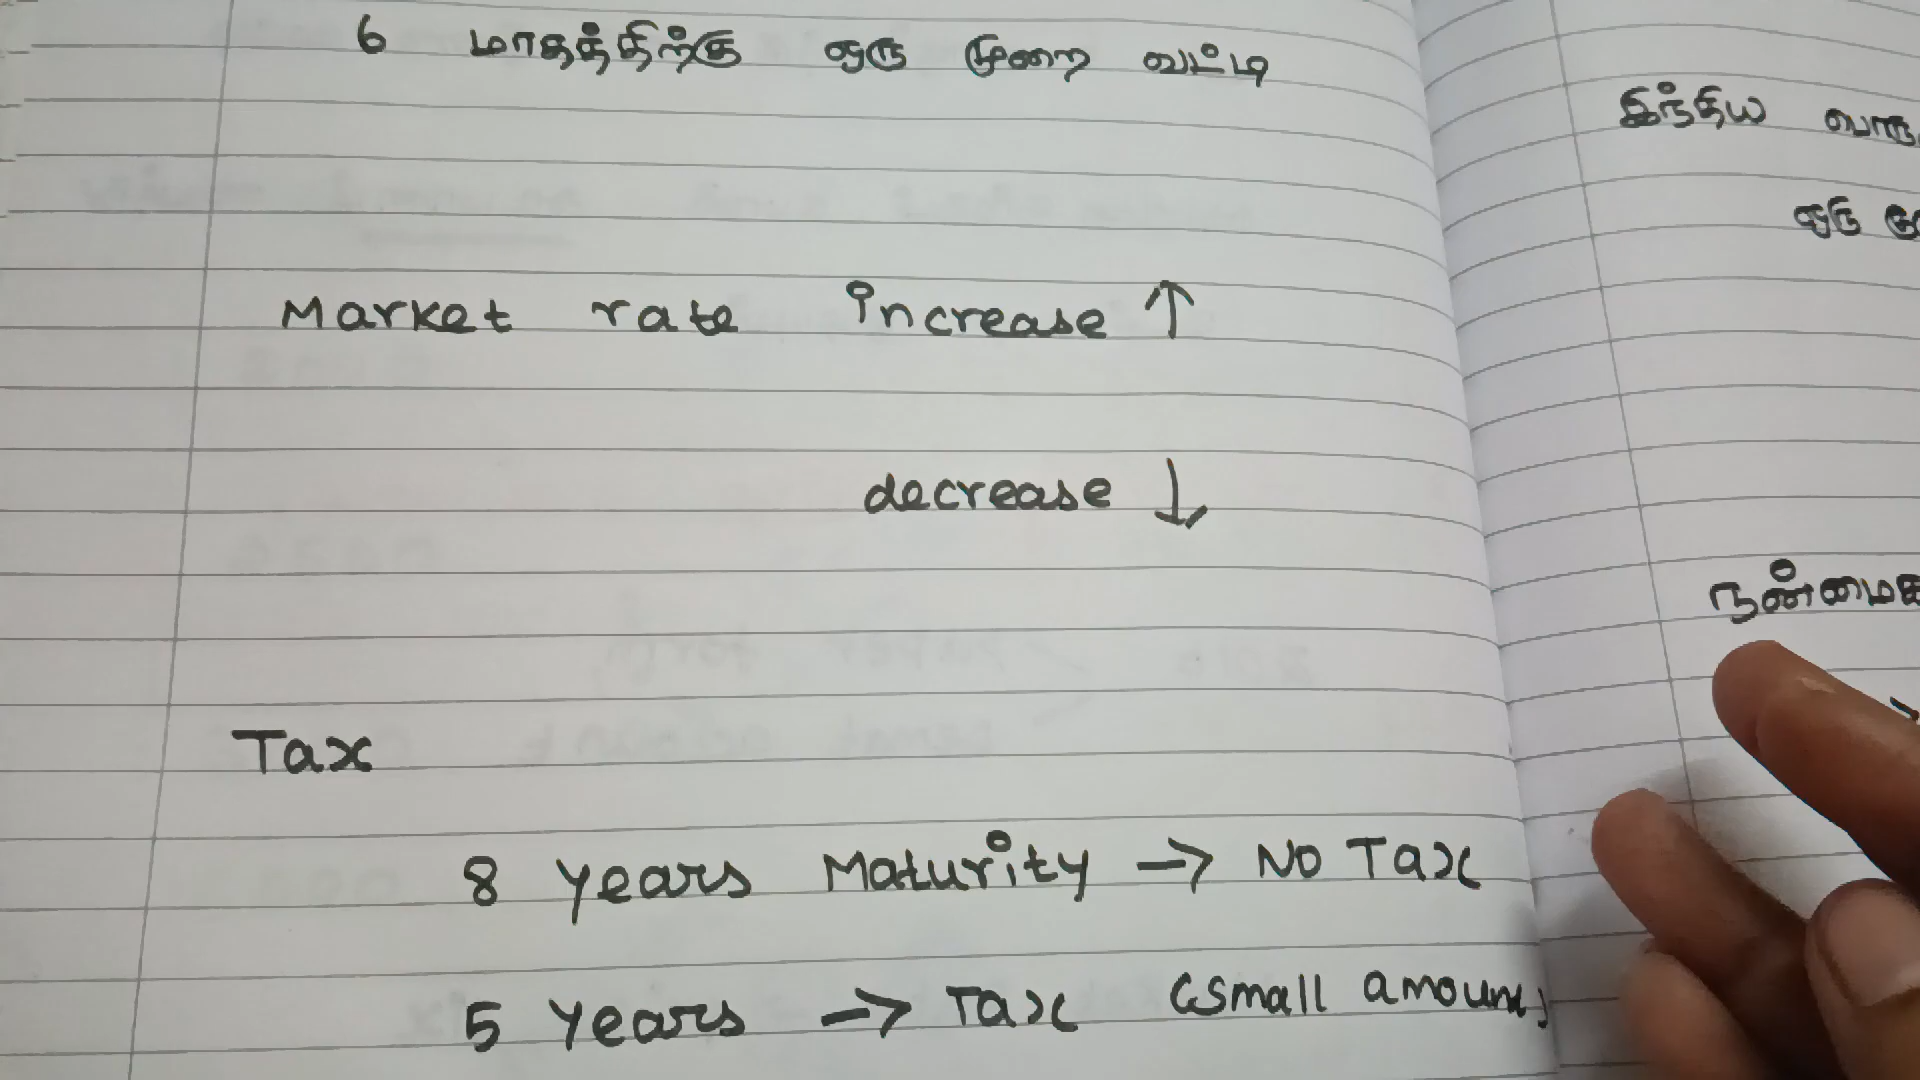 6 மாதத்திற்கு ஒரு முறை வட்டி
Market rate increase ↑
decrease ↓
Tax
8 years Maturity → No Tax
5 years → Tax (small amount)
இந்திய
ஒரு